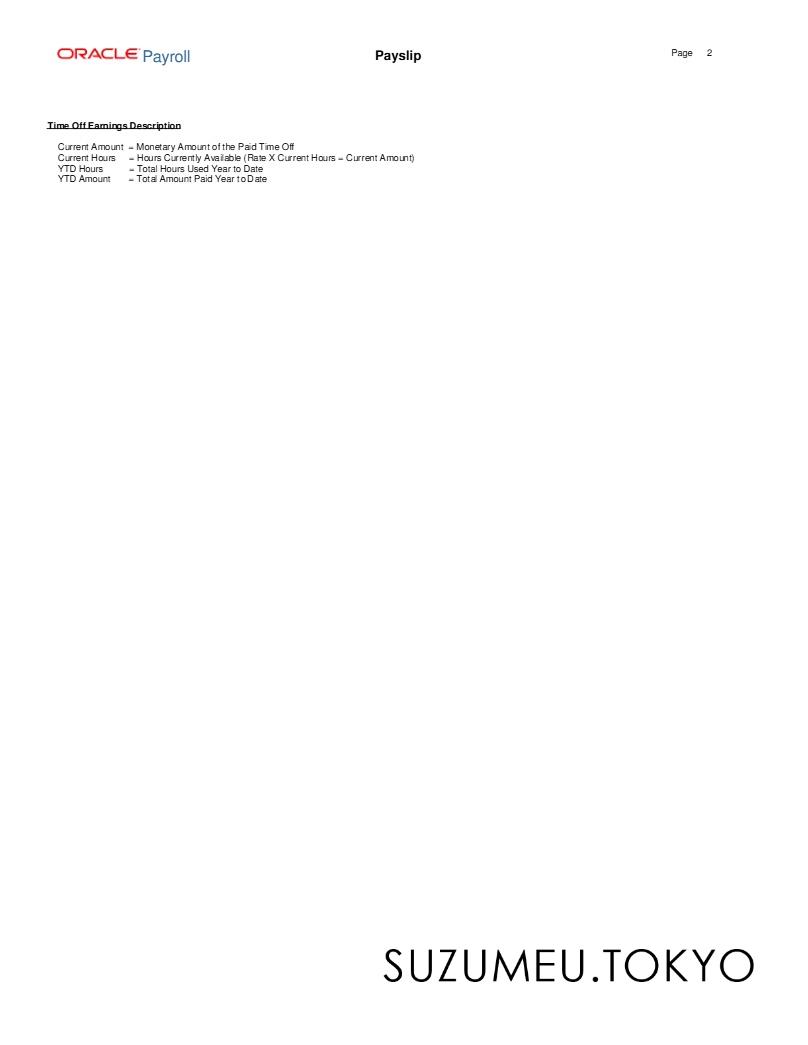 ORACLE Payroll
Payslip
Page 2
Time Off Earnings Description
Current Amount = Monetary Amount of the Paid Time Off
Current Hours = Hours Currently Available (Rate X Current Hours = Current Amount)
YTD Hours = Total Hours Used Year to Date
YTD Amount = Total Amount Paid Year to Date
SUZUMEU.TOKYO